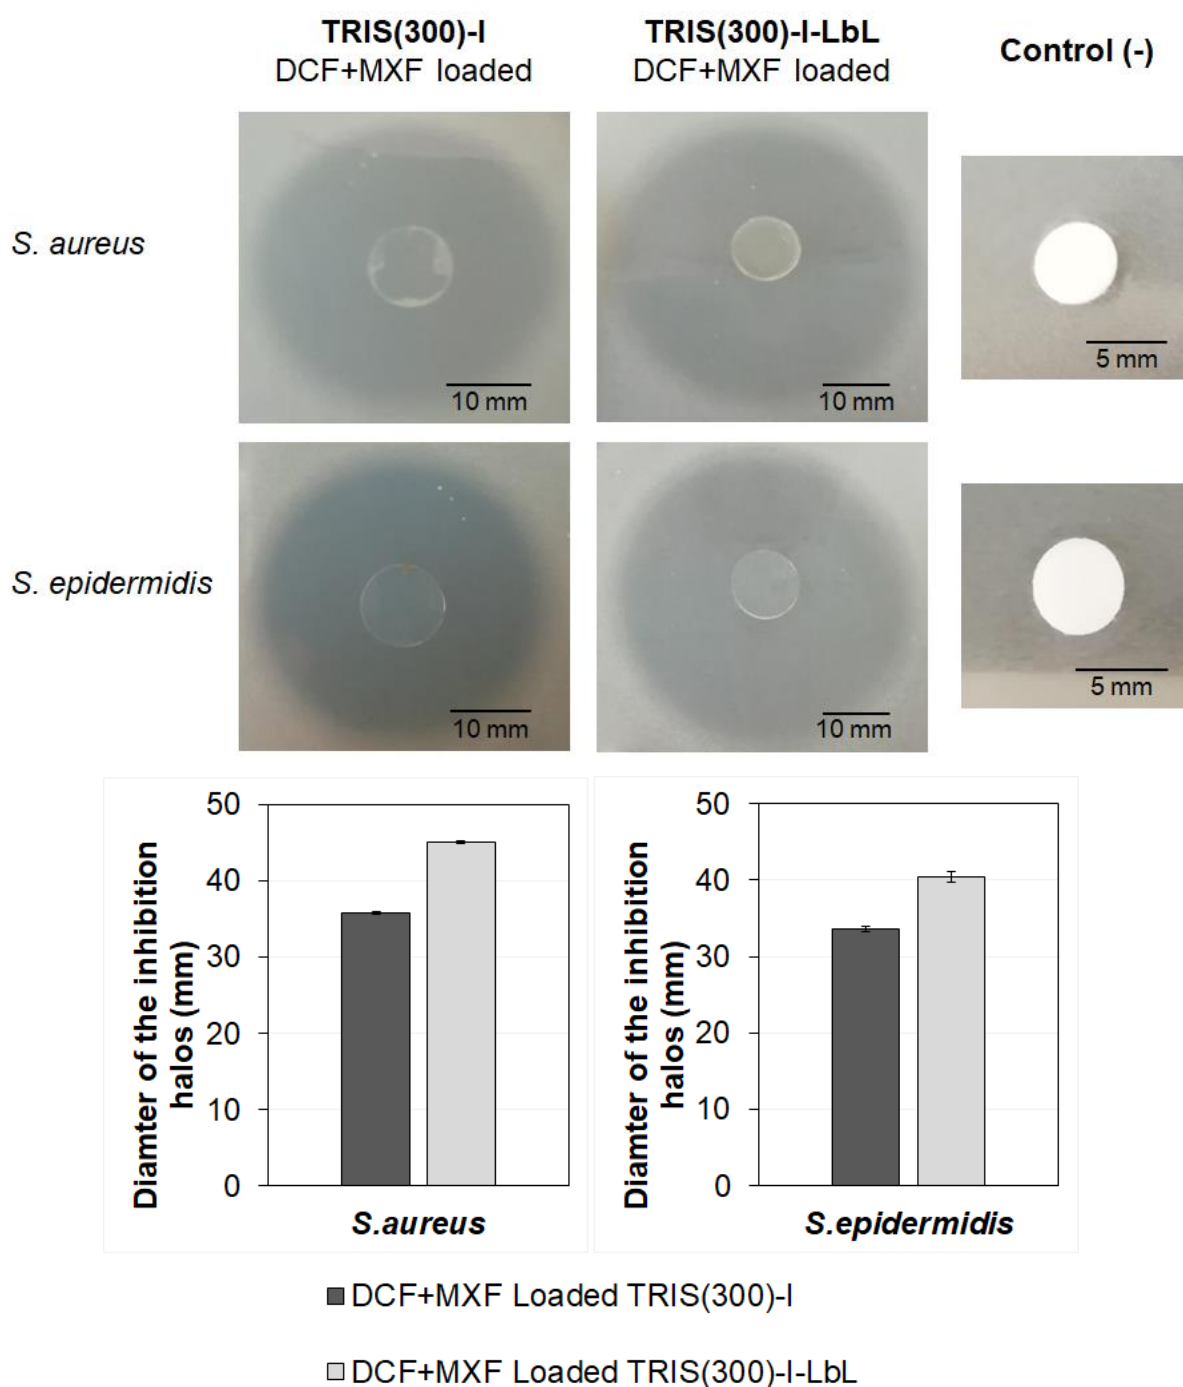 TRIS(300)-I
DCF+MXF loaded
TRIS(300)-I-LbL
DCF+MXF loaded
Control (-)
S. aureus
10 mm
10 mm
5 mm
S. epidermidis
10 mm
10 mm
5 mm
Diamter of the inhibition
halos (mm)
50
40
30
20
10
0
S.aureus
Diamter of the inhibition
halos (mm)
50
40
30
20
10
0
S.epidermidis
DCF+MXF Loaded TRIS(300)-I
DCF+MXF Loaded TRIS(300)-I-LbL